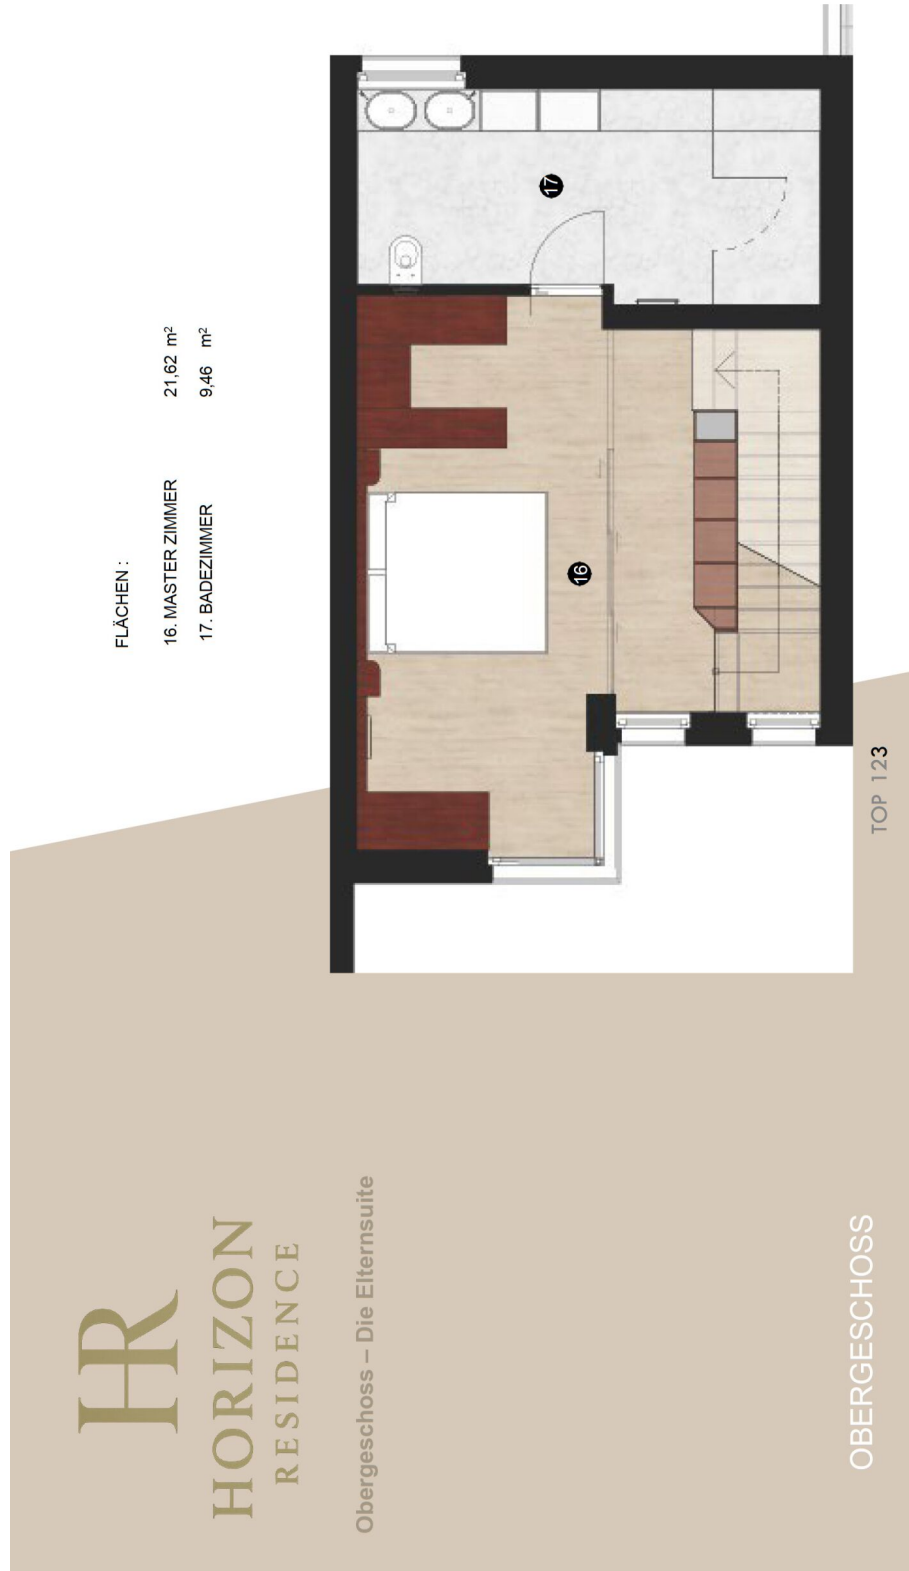 HR
HORIZON
RESIDENCE
Obergeschoss – Die Elternsuite
OBERGESCHOSS
FLÄCHEN :
16. MASTER ZIMMER 21,62 m²
17. BADEZIMMER 9,46 m²
16
17
TOP 123